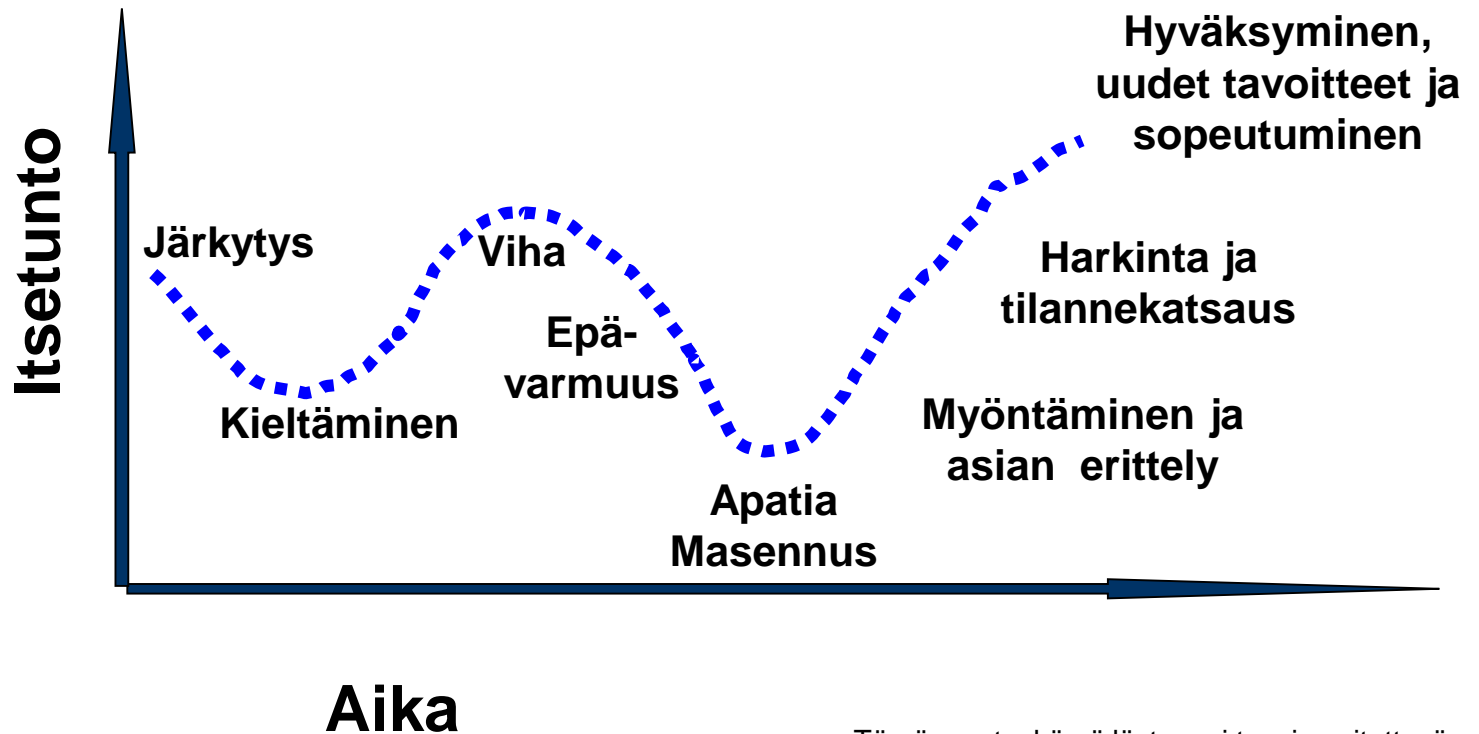 Hyväksyminen,
uudet tavoitteet ja
sopeutuminen
Itsetunto
Järkytys
Viha
Harkinta ja
tilannekatsaus
Epä-
varmuus
Kieltäminen
Myöntäminen ja
asian erittely
Apatia
Masennus
Aika